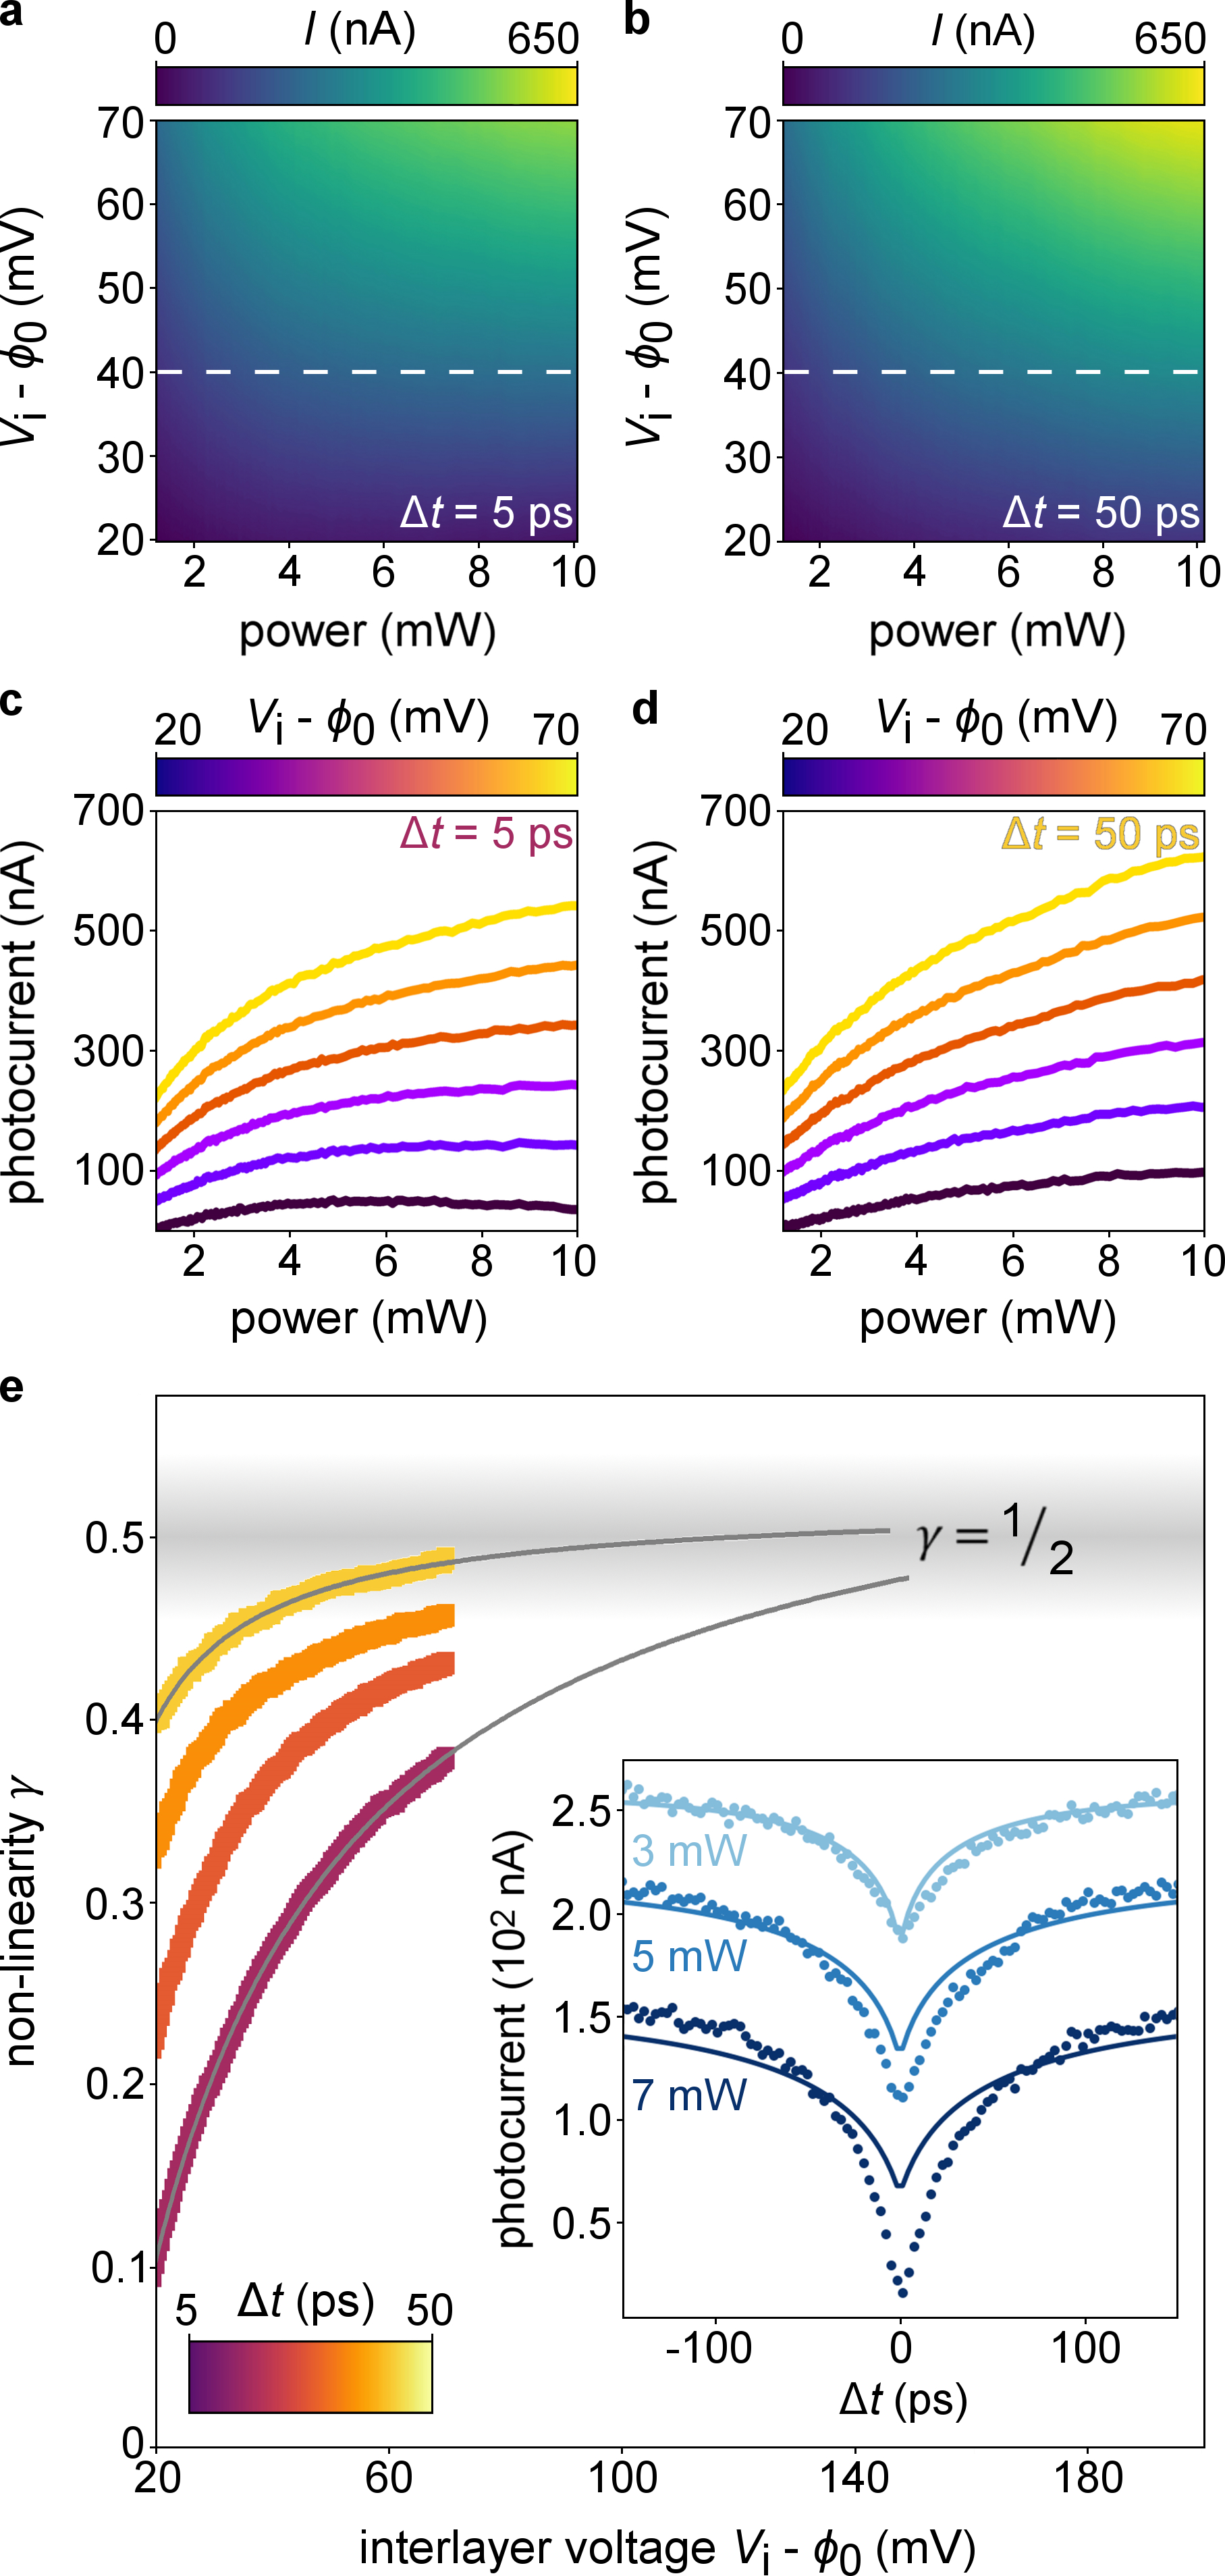 a
0 I (nA) 650
70
60
50
40
30
20
Vi - ϕ0 (mV)
Δt = 5 ps
2 4 6 8 10
power (mW)
b
0 I (nA) 650
70
60
50
40
30
20
Vi - ϕ0 (mV)
Δt = 50 ps
2 4 6 8 10
power (mW)
c
20 Vi - ϕ0 (mV) 70
700
500
300
100
photocurrent (nA)
Δt = 5 ps
2 4 6 8 10
power (mW)
d
20 Vi - ϕ0 (mV) 70
700
500
300
100
photocurrent (nA)
Δt = 50 ps
2 4 6 8 10
power (mW)
e
0.5
0.4
0.3
0.2
0.1
0
non-linearity γ
γ = 1/2
5 Δt (ps) 50
2.5
2.0
1.5
1.0
0.5
photocurrent (10² nA)
3 mW
5 mW
7 mW
-100 0 100
Δt (ps)
20 60 100 140 180
interlayer voltage Vi - ϕ0 (mV)